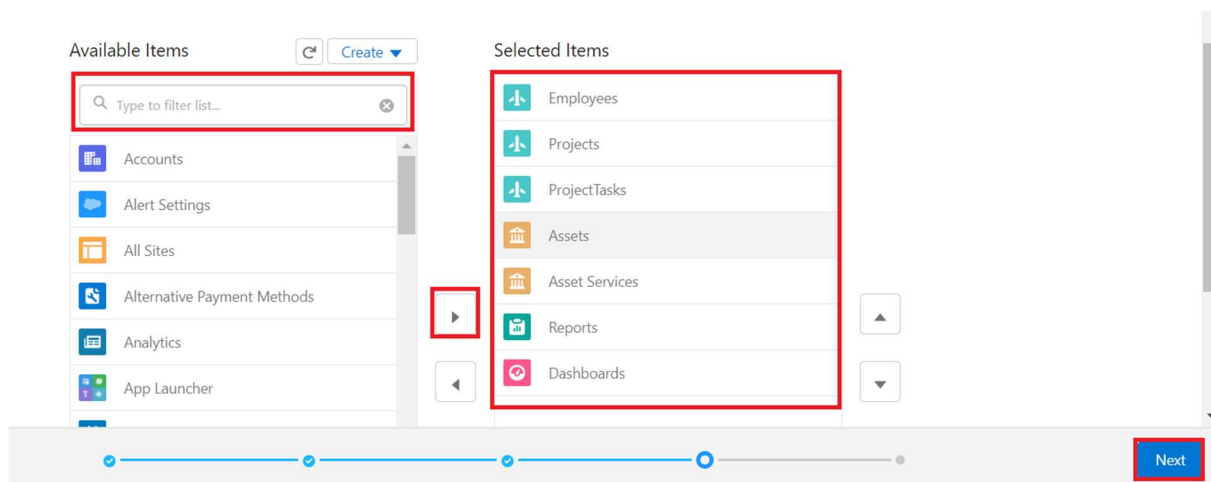 Available Items
Create
Selected Items
Type to filter list...
Accounts
Alert Settings
All Sites
Alternative Payment Methods
Analytics
App Launcher
Employees
Projects
ProjectTasks
Assets
Asset Services
Reports
Dashboards
Next